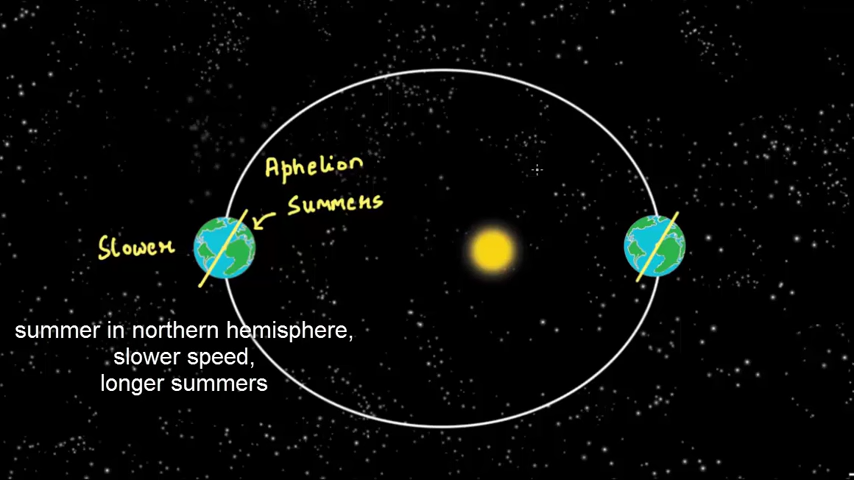 Aphelion
Summers
Slower
summer in northern hemisphere,
slower speed,
longer summers